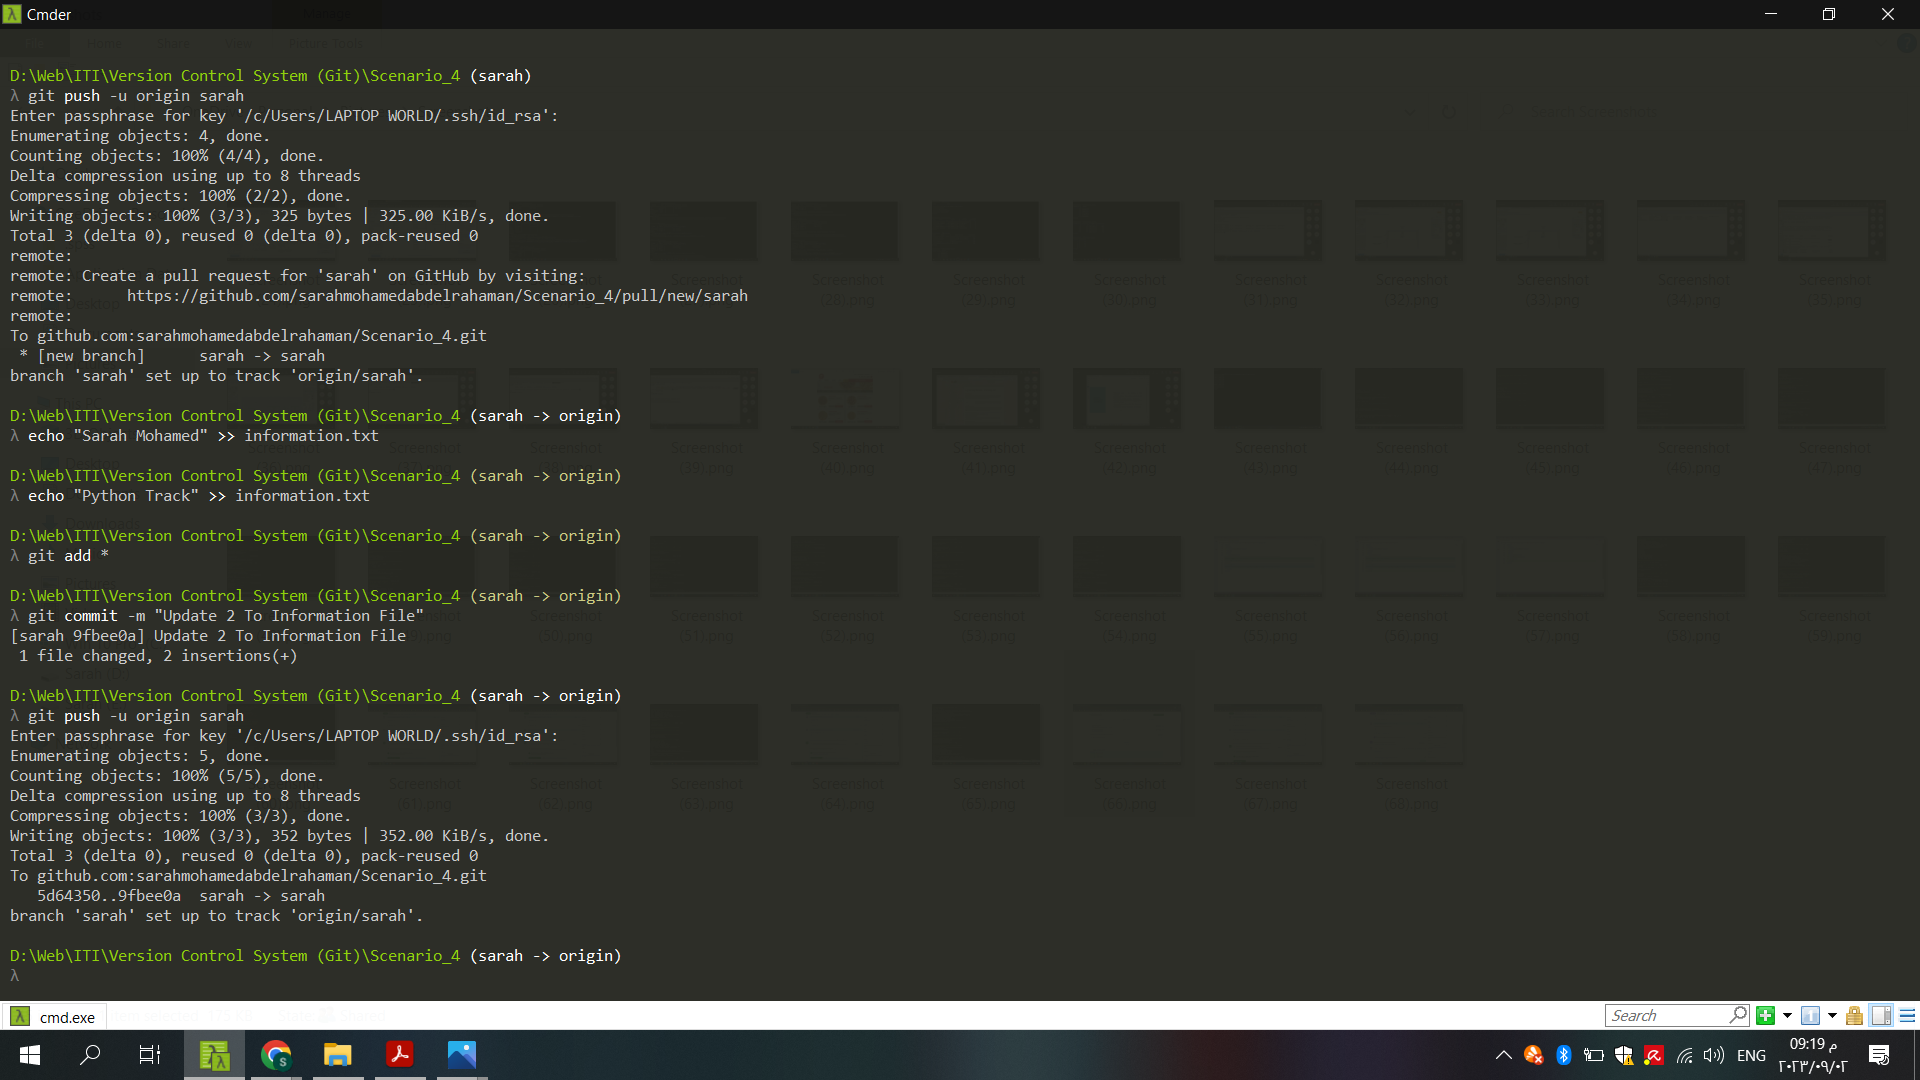 Cmder
D:\Web\ITI\Version Control System (Git)\Scenario_4 (sarah)
λ git push -u origin sarah
Enter passphrase for key '/c/Users/LAPTOP WORLD/.ssh/id_rsa':
Enumerating objects: 4, done.
Counting objects: 100% (4/4), done.
Delta compression using up to 8 threads
Compressing objects: 100% (2/2), done.
Writing objects: 100% (3/3), 325 bytes | 325.00 KiB/s, done.
Total 3 (delta 0), reused 0 (delta 0), pack-reused 0
remote:
remote: Create a pull request for 'sarah' on GitHub by visiting:
remote:      https://github.com/sarahmohamedabdelrahaman/Scenario_4/pull/new/sarah
remote:
To github.com:sarahmohamedabdelrahaman/Scenario_4.git
 * [new branch]      sarah -> sarah
branch 'sarah' set up to track 'origin/sarah'.
D:\Web\ITI\Version Control System (Git)\Scenario_4 (sarah -> origin)
λ echo "Sarah Mohamed" >> information.txt
D:\Web\ITI\Version Control System (Git)\Scenario_4 (sarah -> origin)
λ echo "Python Track" >> information.txt
D:\Web\ITI\Version Control System (Git)\Scenario_4 (sarah -> origin)
λ git add *
D:\Web\ITI\Version Control System (Git)\Scenario_4 (sarah -> origin)
λ git commit -m "Update 2 To Information File"
[sarah 9fbee0a] Update 2 To Information File
 1 file changed, 2 insertions(+)
D:\Web\ITI\Version Control System (Git)\Scenario_4 (sarah -> origin)
λ git push -u origin sarah
Enter passphrase for key '/c/Users/LAPTOP WORLD/.ssh/id_rsa':
Enumerating objects: 5, done.
Counting objects: 100% (5/5), done.
Delta compression using up to 8 threads
Compressing objects: 100% (3/3), done.
Writing objects: 100% (3/3), 352 bytes | 352.00 KiB/s, done.
Total 3 (delta 0), reused 0 (delta 0), pack-reused 0
To github.com:sarahmohamedabdelrahaman/Scenario_4.git
   5d64350..9fbee0a  sarah -> sarah
branch 'sarah' set up to track 'origin/sarah'.
D:\Web\ITI\Version Control System (Git)\Scenario_4 (sarah -> origin)
λ
cmd.exe
Search
ENG
09:19 م
٢٠٢٣/٠٩/٠٢